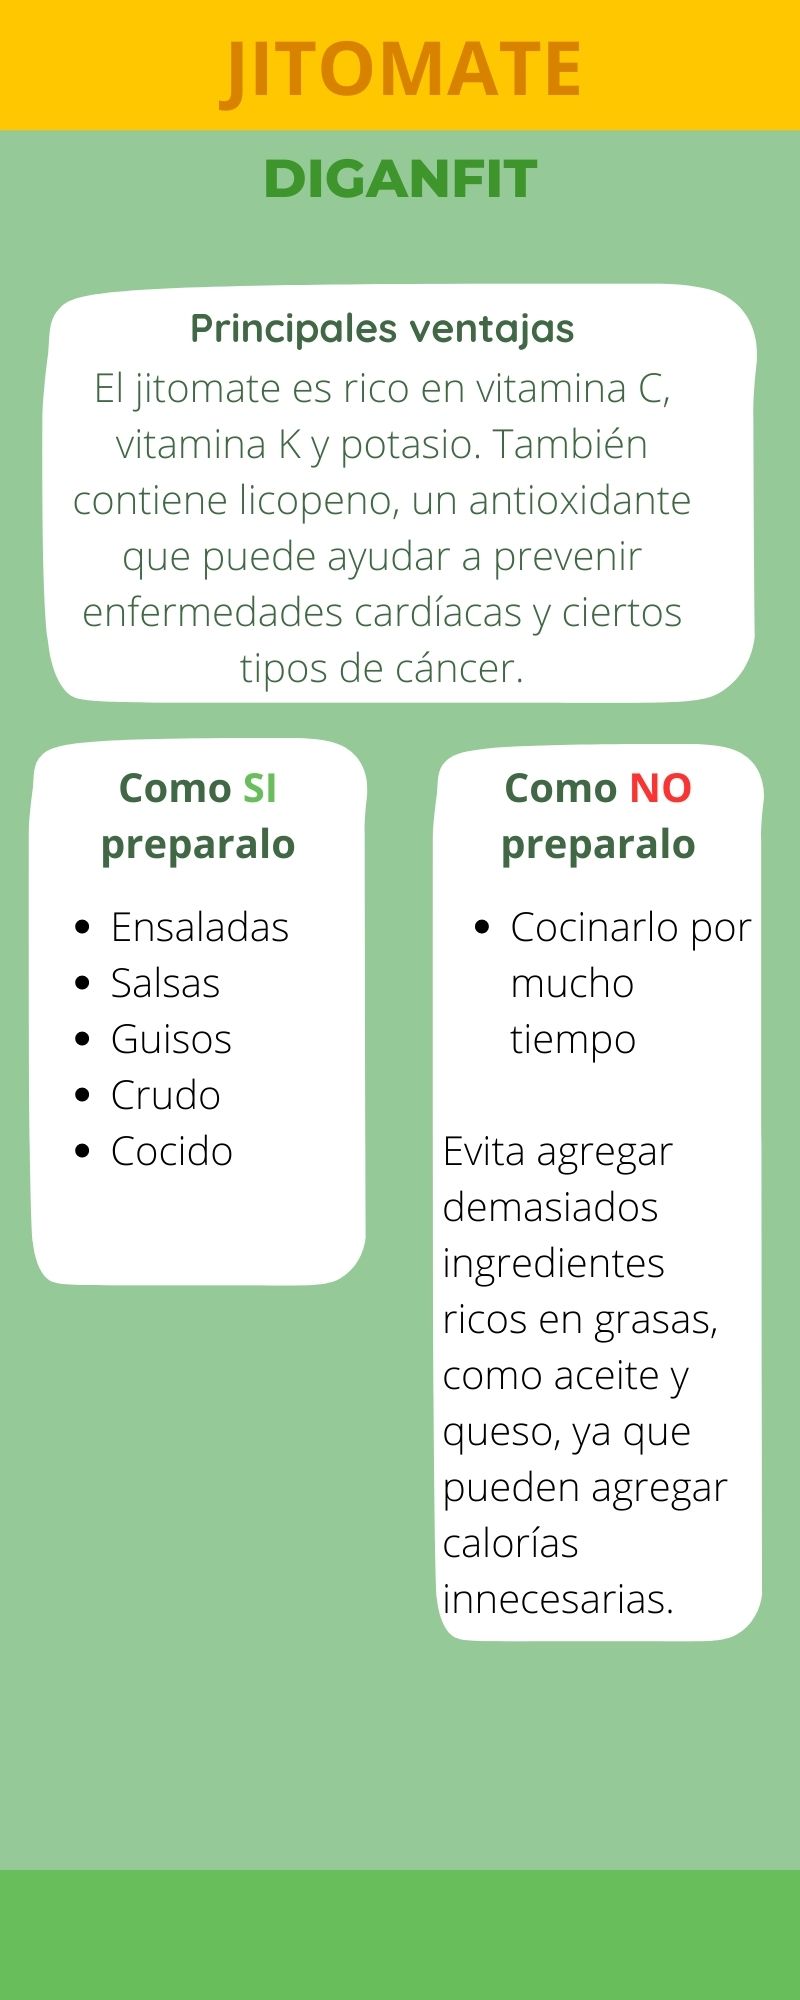 JITOMATE
DIGANFIT
Principales ventajas
El jitomate es rico en vitamina C,
vitamina K y potasio. También
contiene licopeno, un antioxidante
que puede ayudar a prevenir
enfermedades cardíacas y ciertos
tipos de cáncer.
Como SI
preparalo
• Ensaladas
• Salsas
• Guisos
• Crudo
• Cocido
Como NO
preparalo
• Cocinarlo por
mucho
tiempo
Evita agregar
demasiados
ingredientes
ricos en grasas,
como aceite y
queso, ya que
pueden agregar
calorías
innecesarias.